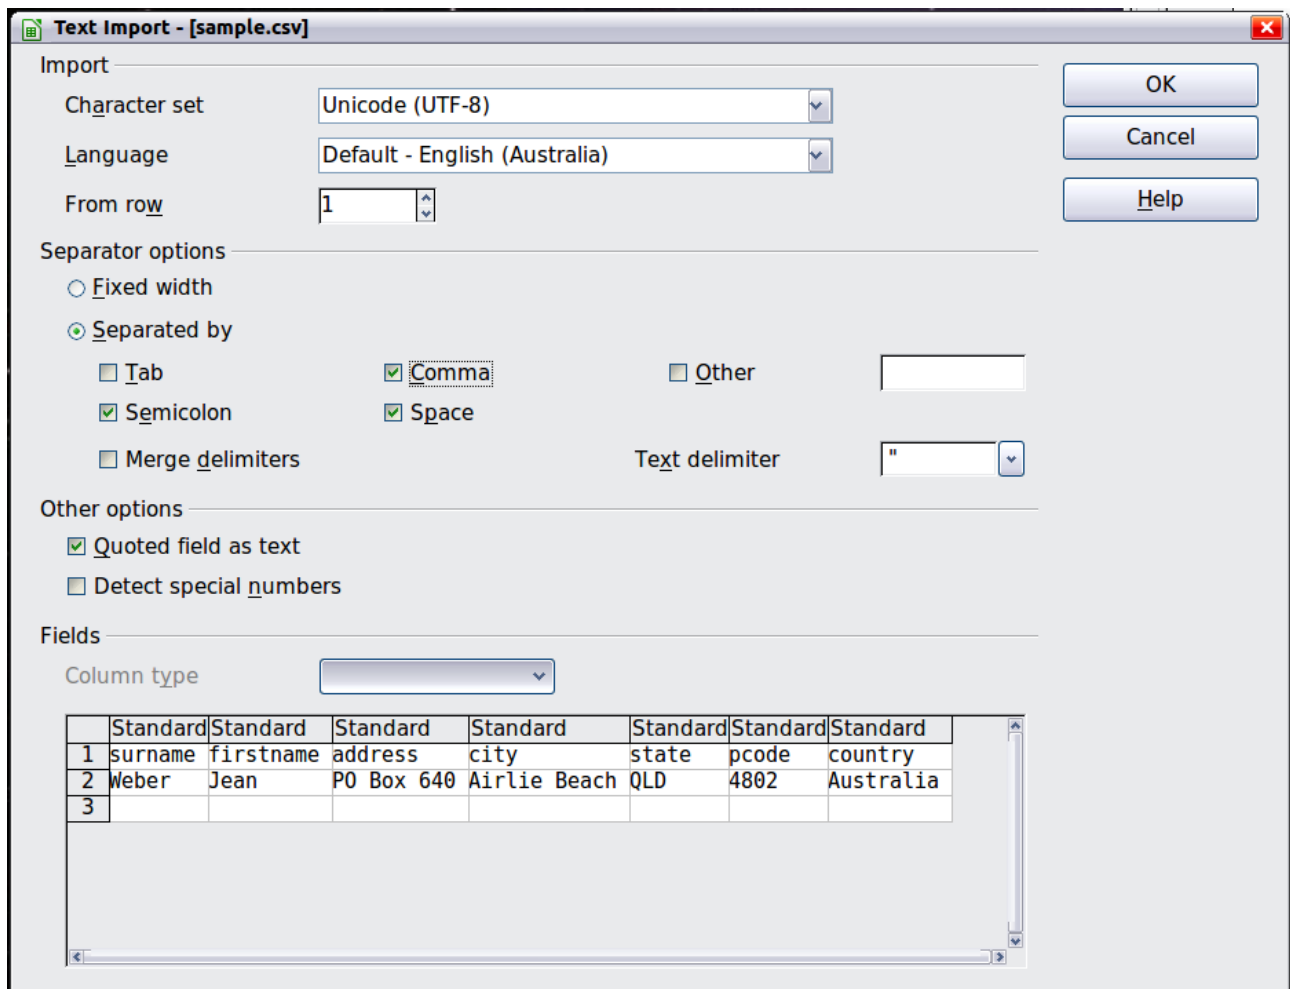 Text Import - [sample.csv]
Import
OK
Character set Unicode (UTF-8)
Cancel
Language Default - English (Australia)
From row 1
Help
Separator options
Fixed width
Separated by
Tab Comma Other
Semicolon Space
Merge delimiters Text delimiter "
Other options
Quoted field as text
Detect special numbers
Fields
Column type
Standard Standard Standard Standard Standard Standard Standard
1 surname firstname address city state pcode country
2 Weber Jean PO Box 640 Airlie Beach QLD 4802 Australia
3